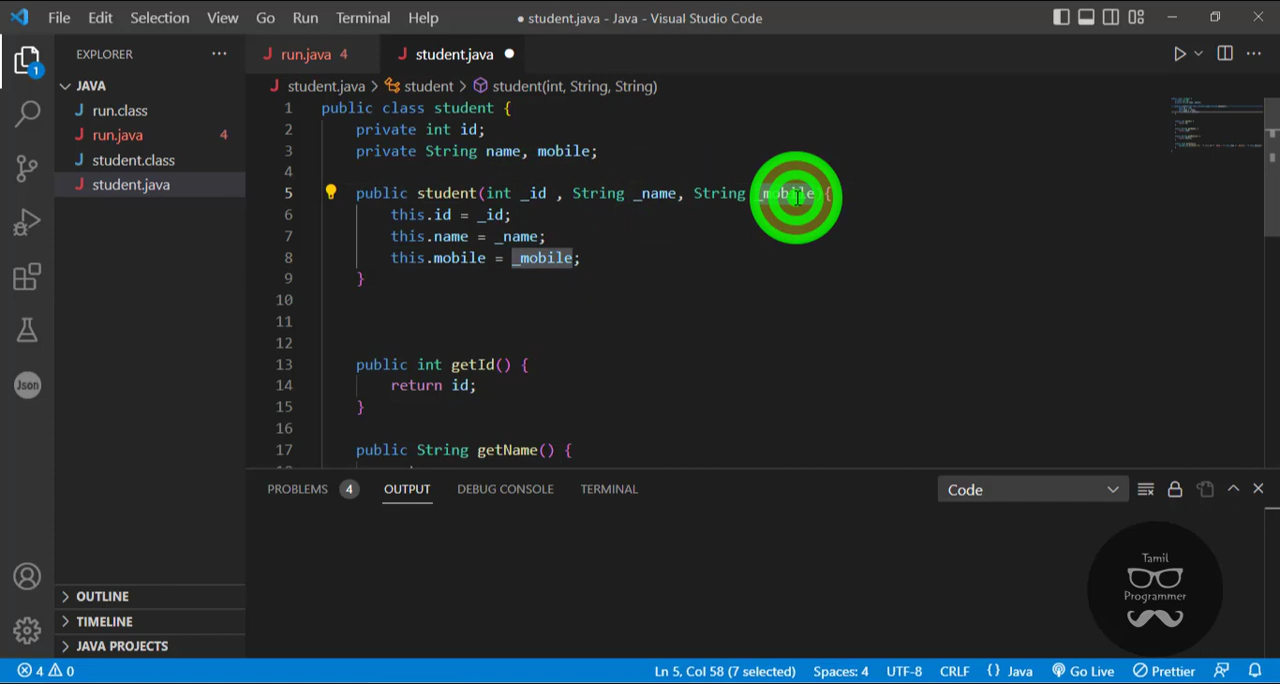 File Edit Selection View Go Run Terminal Help ● student.java - Java - Visual Studio Code
EXPLORER ···
J run.java 4 J student.java ●
1
JAVA
J run.class
J run.java 4
J student.class
J student.java
J student.java > student > student(int, String, String)
1 public class student {
2 private int id;
3 private String name, mobile;
4
5 public student(int _id , String _name, String _mobile){
6 this.id = _id;
7 this.name = _name;
8 this.mobile = _mobile;
9 }
10
11
12
13 public int getId() {
14 return id;
15 }
16
17 public String getName() {
Json
PROBLEMS 4 OUTPUT DEBUG CONSOLE TERMINAL
Code
Tamil
Programmer
OUTLINE
TIMELINE
JAVA PROJECTS
4 0 Ln 5, Col 58 (7 selected) Spaces: 4 UTF-8 CRLF {} Java Go Live Prettier